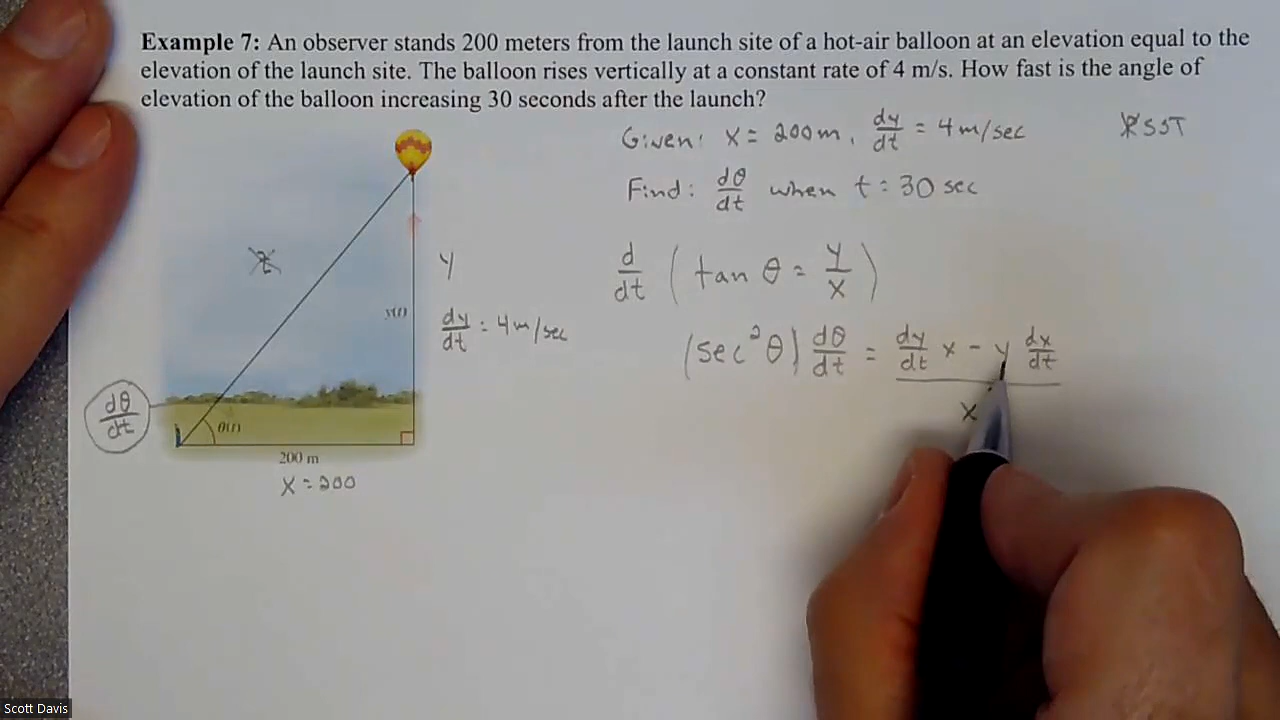 Example 7: An observer stands 200 meters from the launch site of a hot-air balloon at an elevation equal to the
elevation of the launch site. The balloon rises vertically at a constant rate of 4 m/s. How fast is the angle of
elevation of the balloon increasing 30 seconds after the launch?
Given: x = 200m, dy/dt = 4m/sec
Find: dθ/dt when t = 30 sec
d/dt ( tan θ = y/x )
(sec²θ) dθ/dt = (dy/dt x - y dx/dt)/x
z
y
y(t)
dy/dt = 4m/sec
dθ/dt
θ(t)
200 m
x = 200
Scott Davis